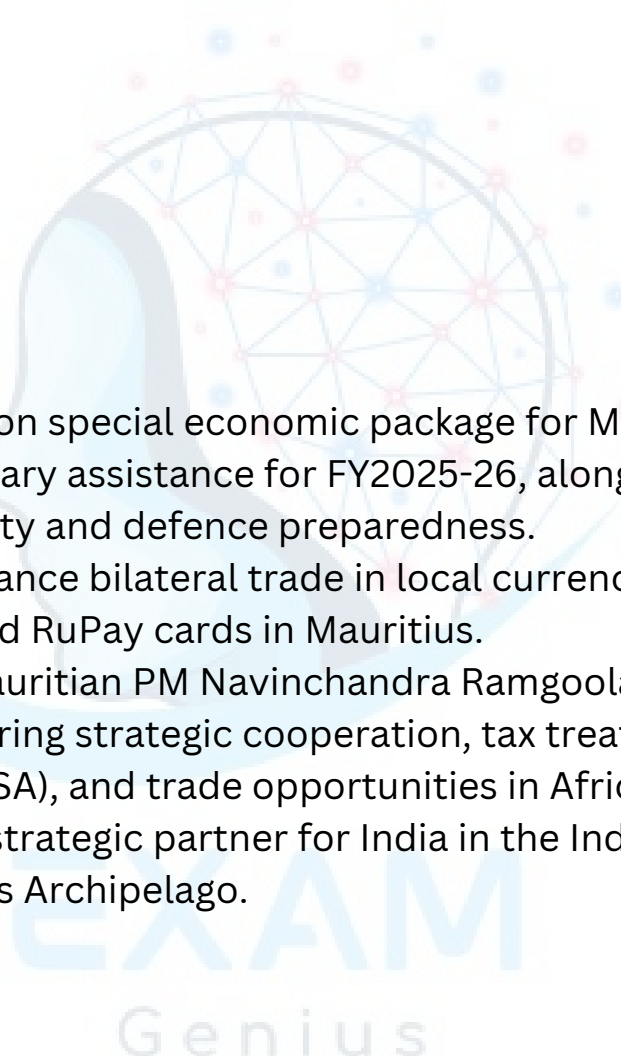 on special economic package for M
ary assistance for FY2025-26, along
ty and defence preparedness.
ance bilateral trade in local currenc
d RuPay cards in Mauritius.
auritian PM Navinchandra Ramgoola
ring strategic cooperation, tax treat
SA), and trade opportunities in Afric
strategic partner for India in the Ind
s Archipelago.
EXAM
Genius